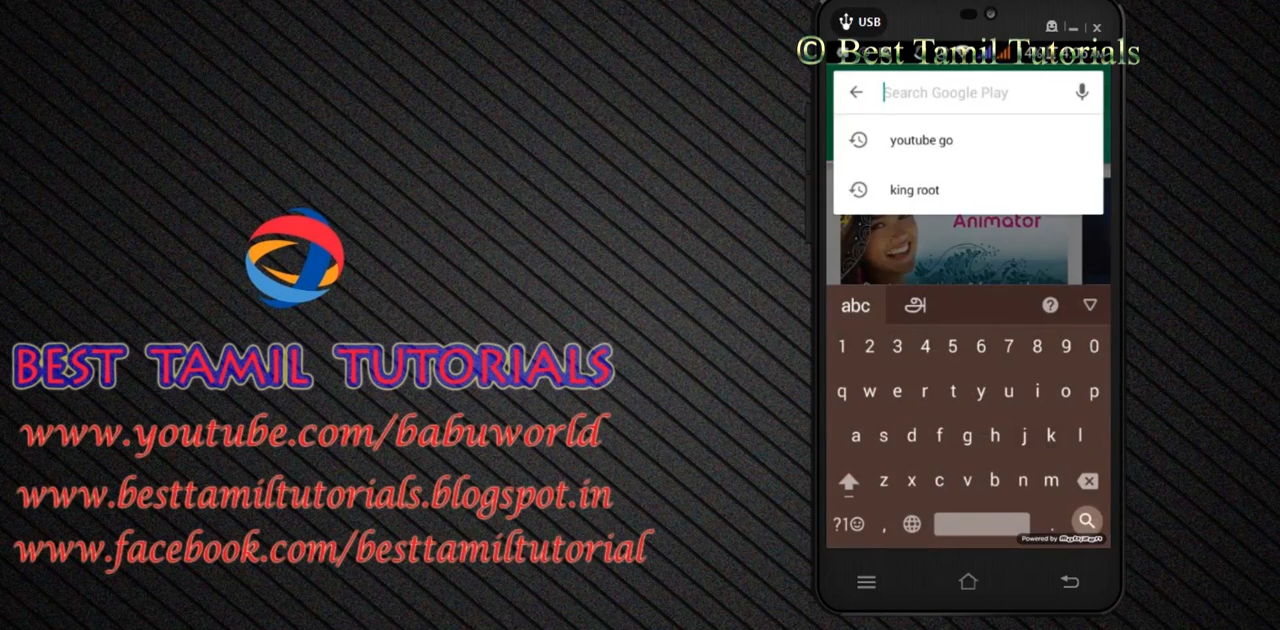 USB
© Best Tamil Tutorials
Search Google Play
youtube go
king root
Animator
abc அ
1 2 3 4 5 6 7 8 9 0
q w e r t y u i o p
a s d f g h j k l
z x c v b n m
?1☺ , .
Powered by
BEST TAMIL TUTORIALS
www.youtube.com/babuworld
www.besttamiltutorials.blogspot.in
www.facebook.com/besttamiltutorial